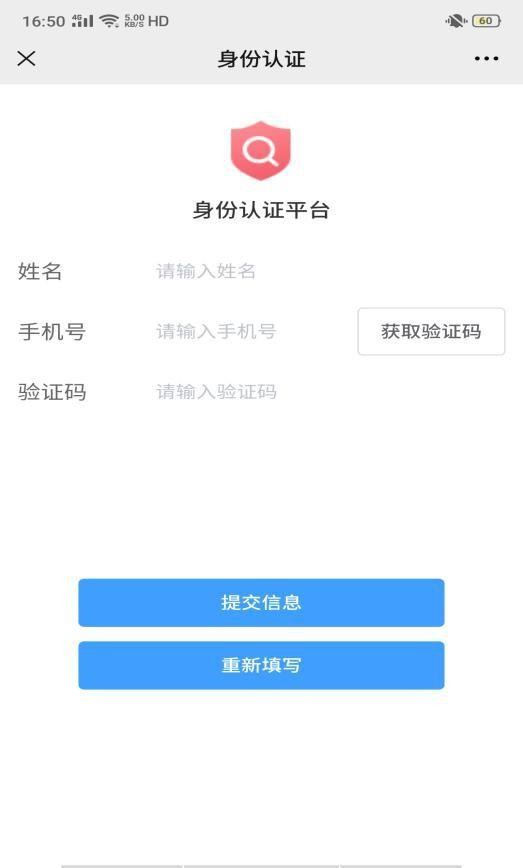 16:50 4G 5.00 KB/S HD 60
身份认证
身份认证平台
姓名 请输入姓名
手机号 请输入手机号 获取验证码
验证码 请输入验证码
提交信息
重新填写